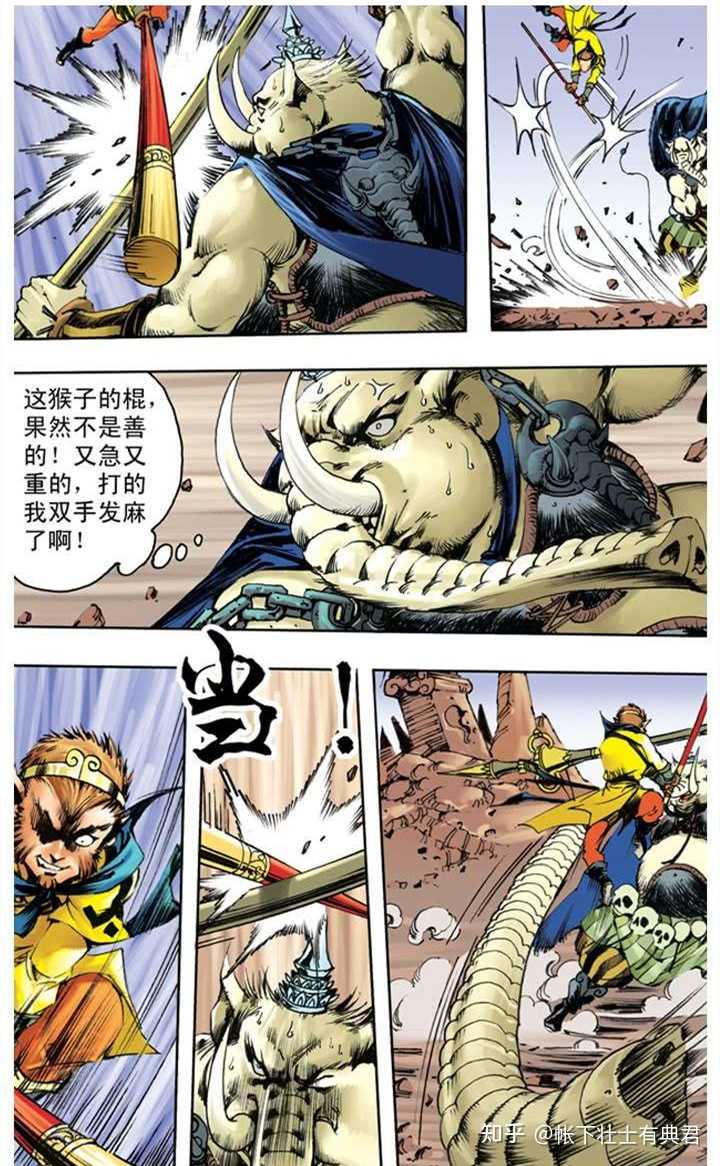 这猴子的棍，
果然不是善
的！又急又
重的，打的
我双手发麻
了啊！
当！
知乎 @帐下壮士有典君